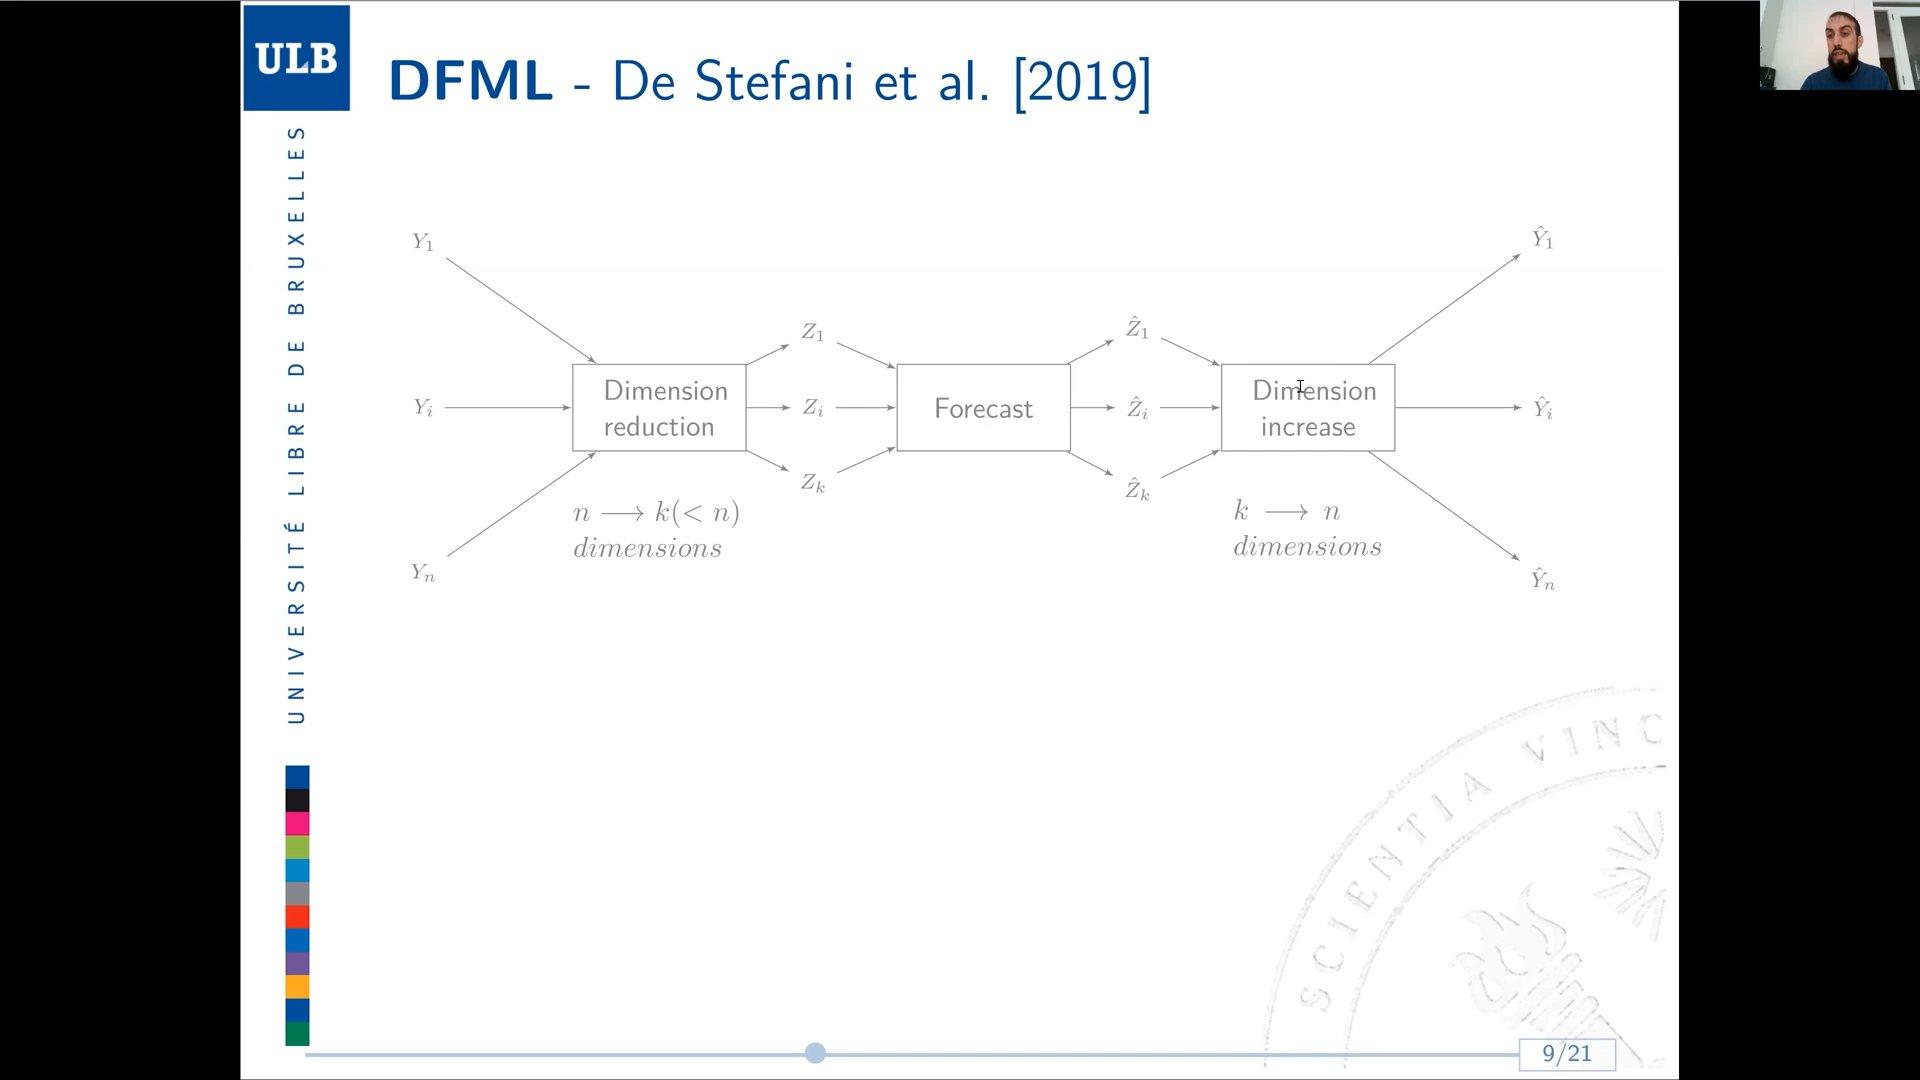 ULB
DFML - De Stefani et al. [2019]
UNIVERSITÉ LIBRE DE BRUXELLES
Y₁
Yᵢ
Yₙ
Dimension
reduction
n ⟶ k(< n)
dimensions
Z₁
Zᵢ
Zₖ
Forecast
Ẑ₁
Ẑᵢ
Ẑₖ
Dimension
increase
k ⟶ n
dimensions
Ŷ₁
Ŷᵢ
Ŷₙ
SCIENTIA VINC
9/21